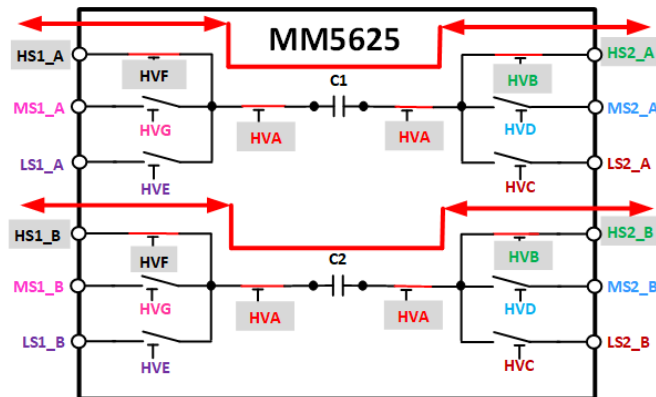 MM5625
HS1_A
HVF
C1
HS2_A
HVB
MS1_A
HVG
HVA
HVA
HVD
MS2_A
LS1_A
HVE
HVC
LS2_A
HS1_B
HVF
C2
HS2_B
HVB
MS1_B
HVG
HVA
HVA
HVD
MS2_B
LS1_B
HVE
HVC
LS2_B